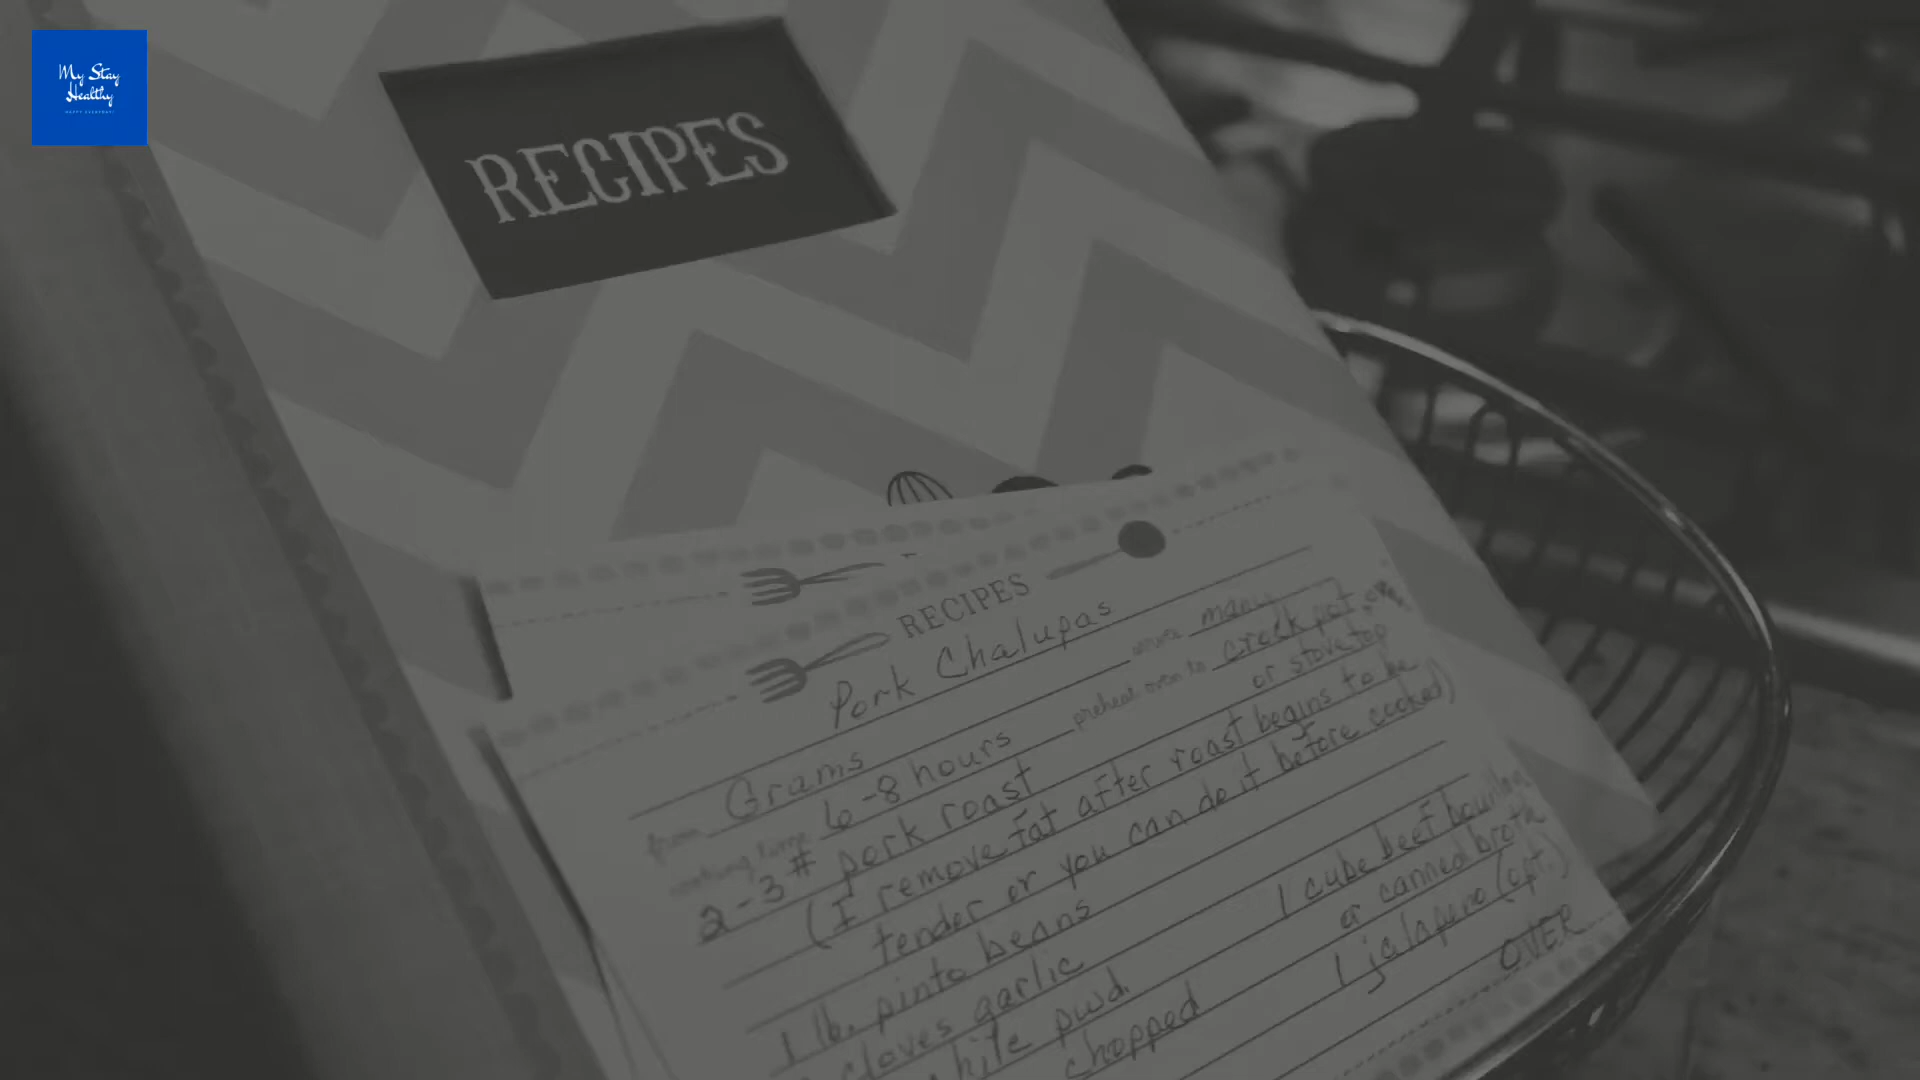 My Stay
Healthy
RECIPES
RECIPES
Pork Chalupas
many
Grams
preheat oven to crock pot, over
or stove top
from
cooking time 6-8 hours
2-3# pork roast
(I remove fat after roast begins to be
tender or you can do it before cooked)
1 lb. pinto beans
1 cube beef bouillon
cloves garlic
or canned broth
pwd.
1 jalapeno (opt.)
chopped
OVER